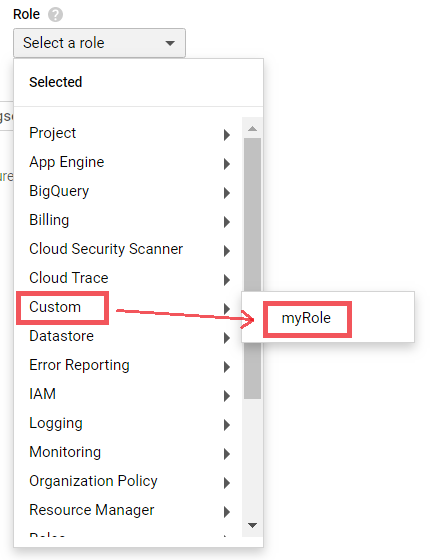 Role ?
Select a role
Selected
Project
App Engine
BigQuery
Billing
Cloud Security Scanner
Cloud Trace
Custom
myRole
Datastore
Error Reporting
IAM
Logging
Monitoring
Organization Policy
Resource Manager